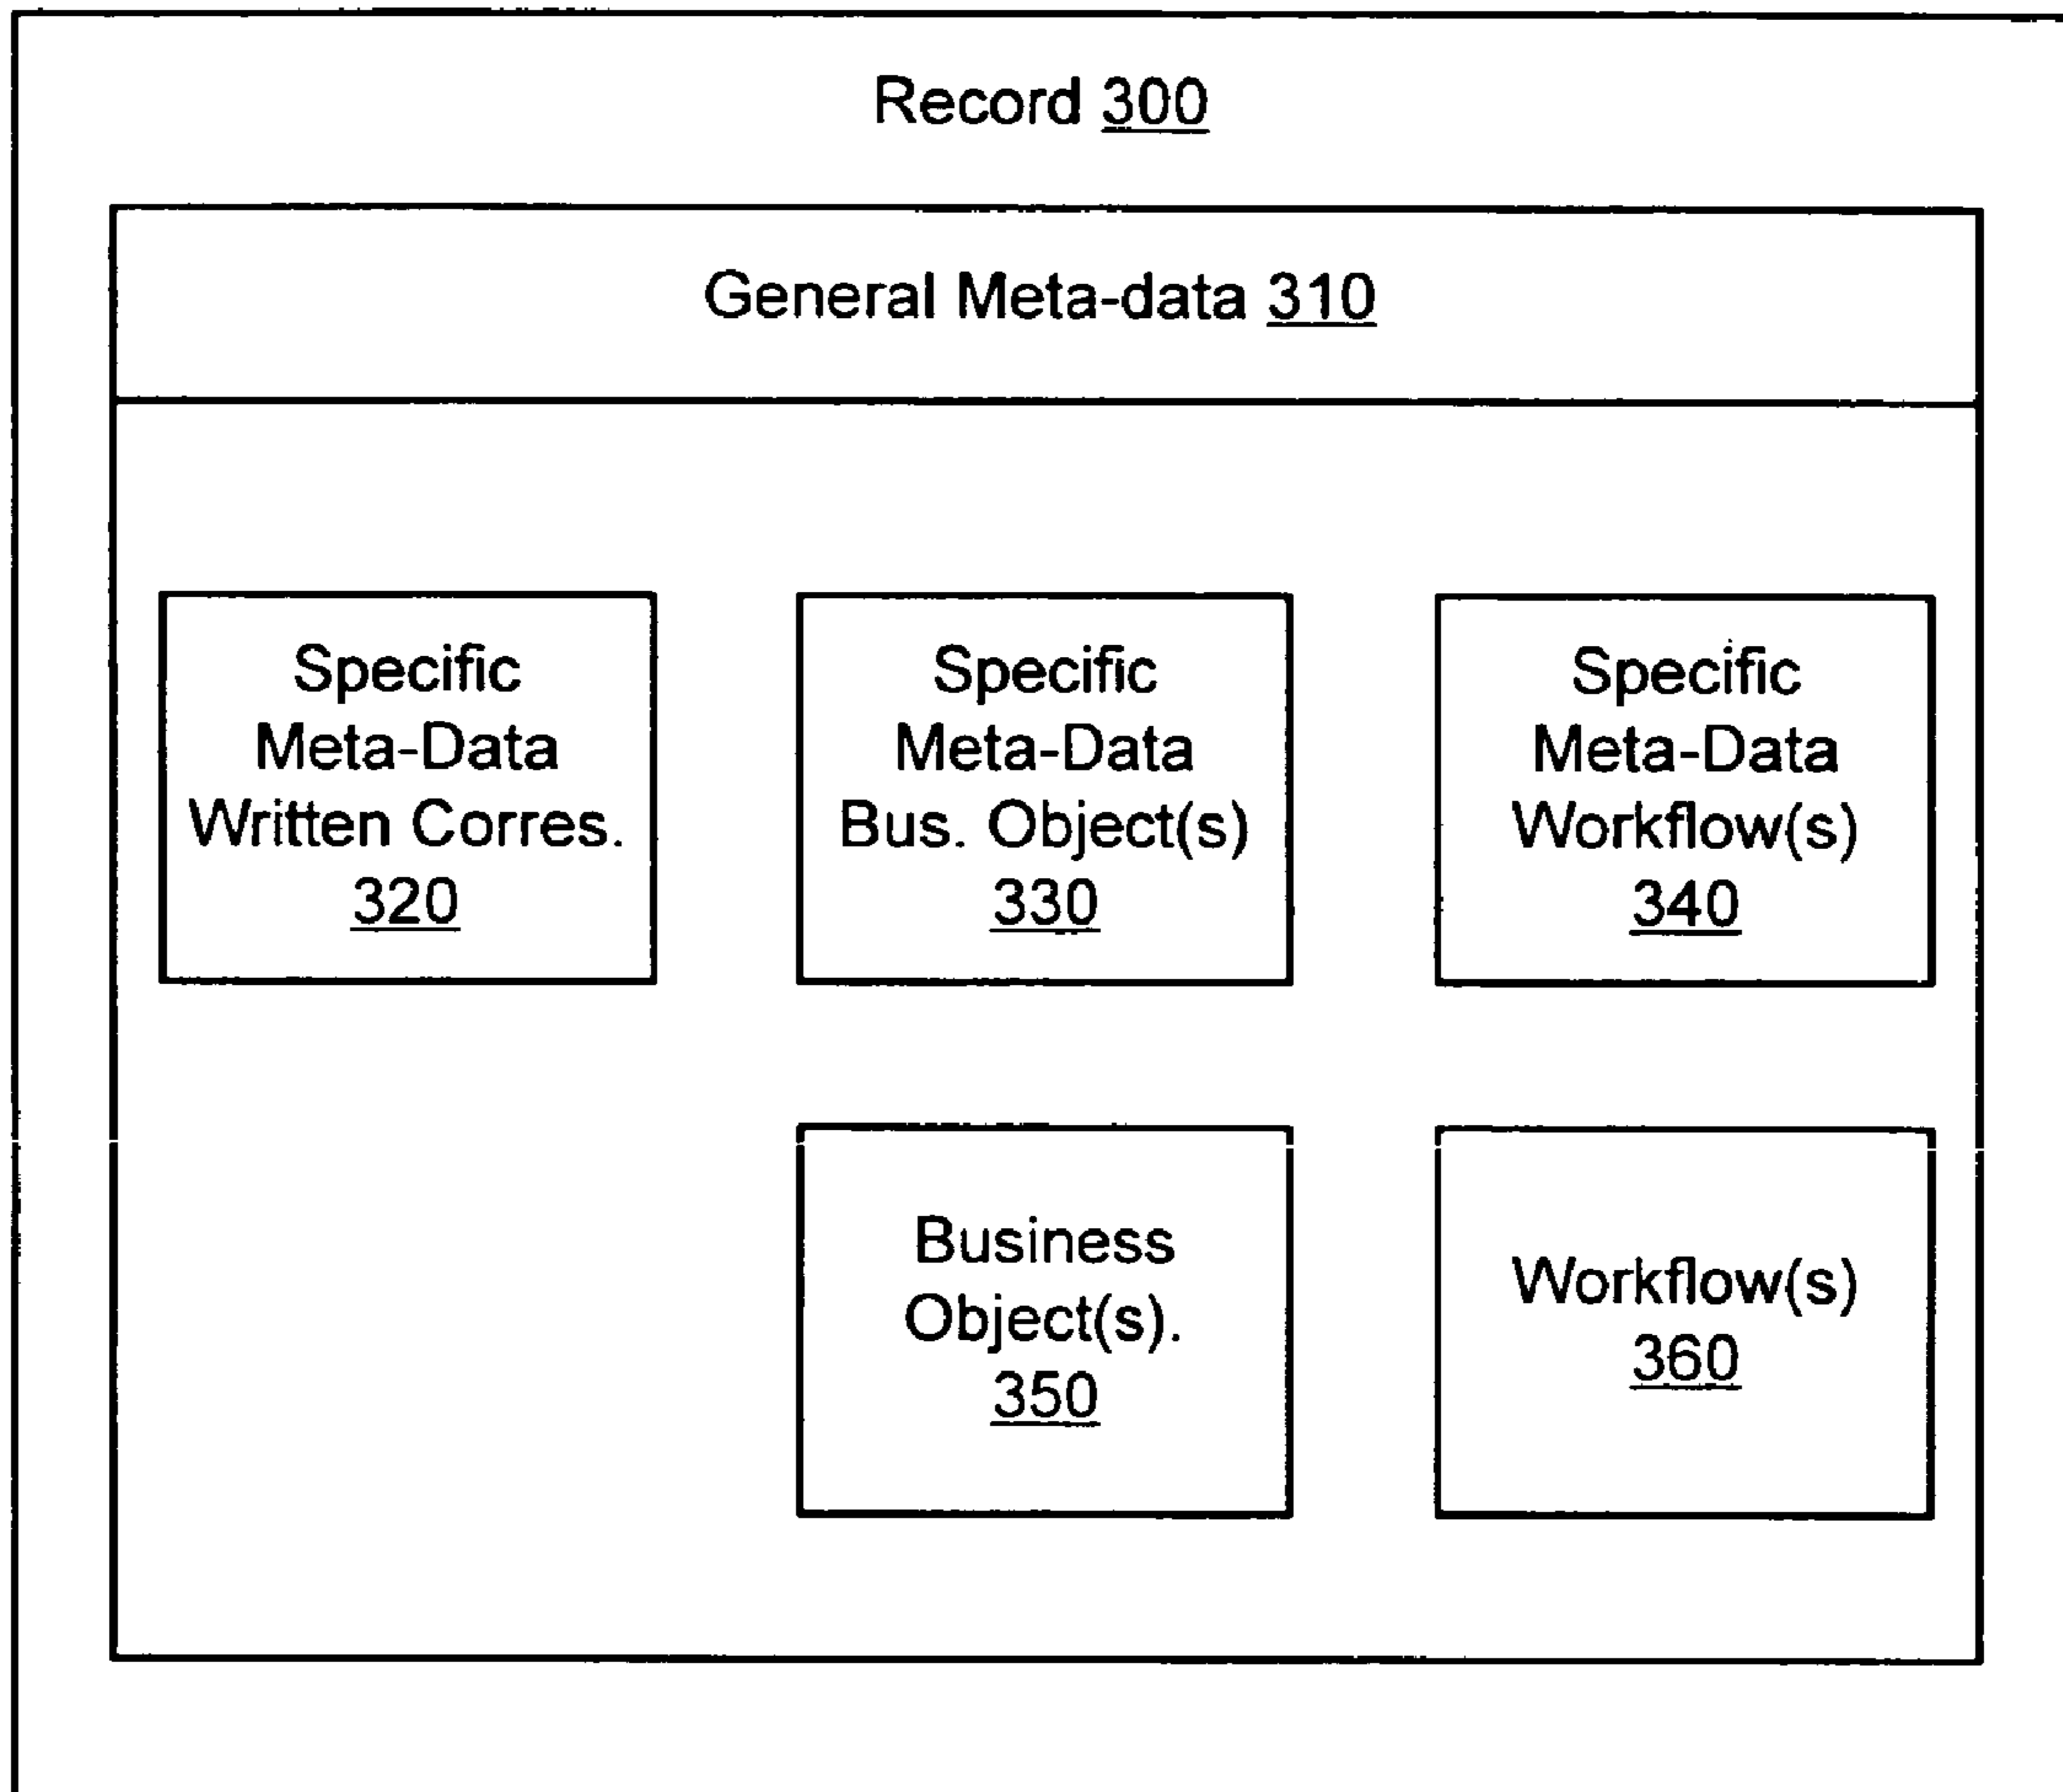 Record 300
General Meta-data 310
Specific
Meta-Data
Written Corres.
320
Specific
Meta-Data
Bus. Object(s)
330
Specific
Meta-Data
Workflow(s)
340
Business
Object(s).
350
Workflow(s)
360